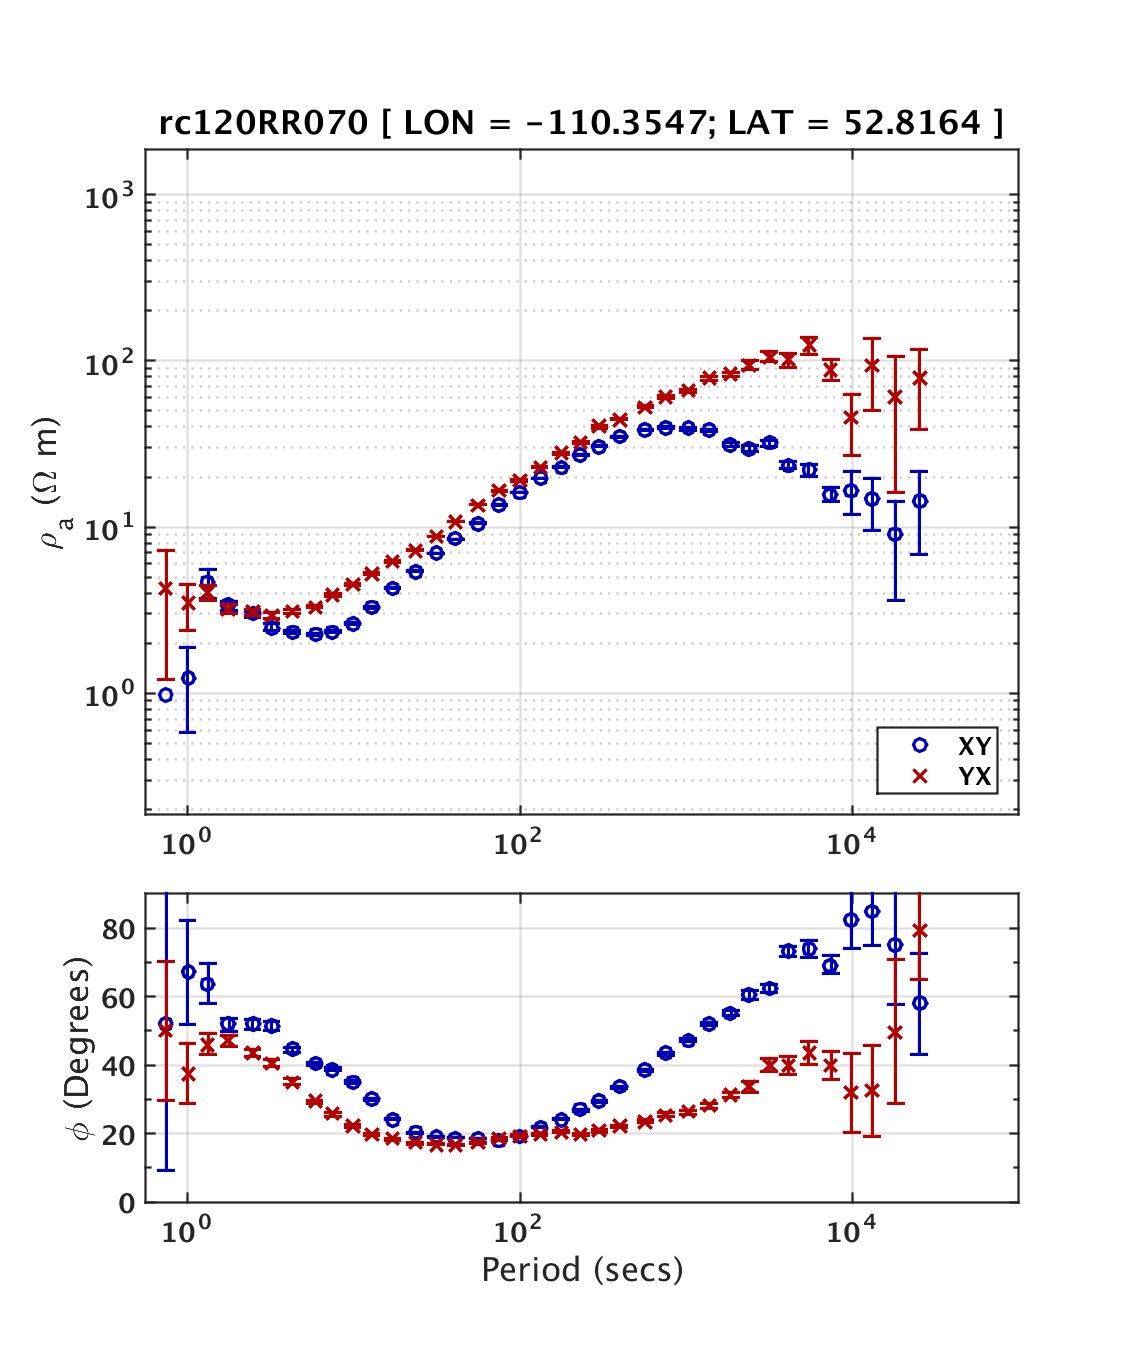 rc120RR070 [ LON = -110.3547; LAT = 52.8164 ]
10³
10²
10¹
10⁰
ρa (Ω m)
XY
YX
10⁰ 10² 10⁴
80
60
40
20
0
ϕ (Degrees)
10⁰ 10² 10⁴
Period (secs)